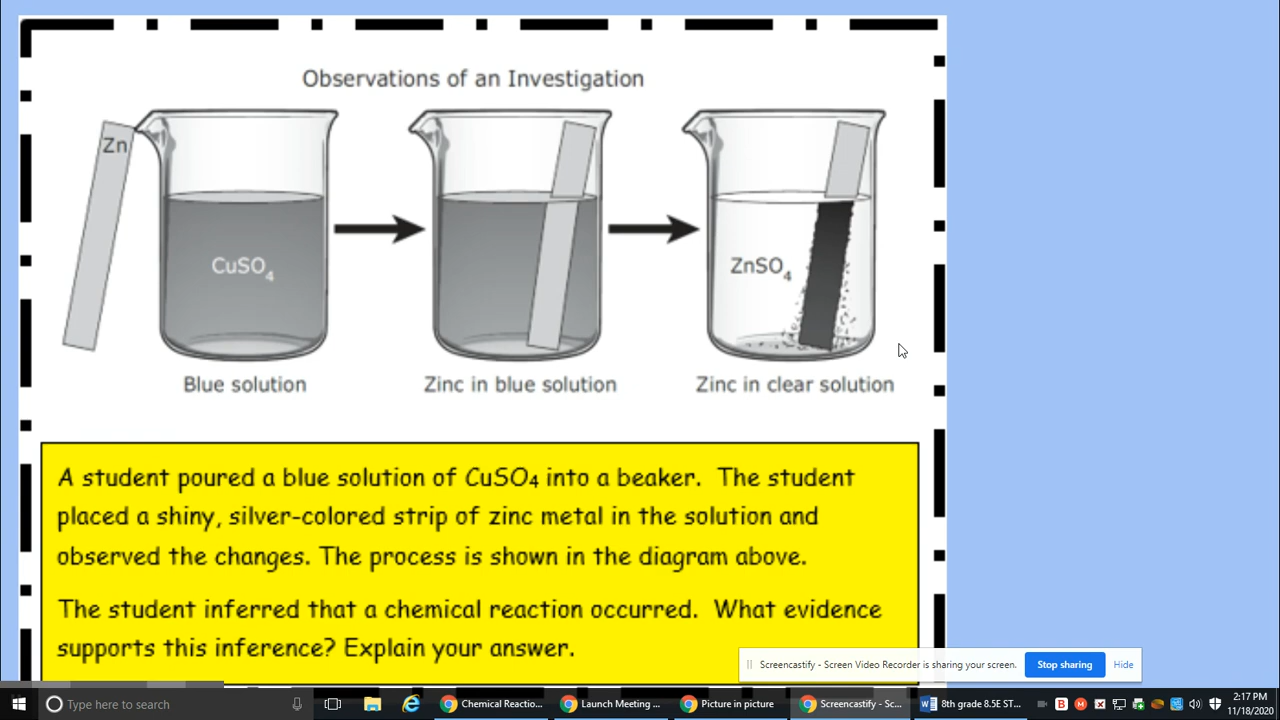 Observations of an Investigation
Zn
CuSO₄
ZnSO₄
Blue solution
Zinc in blue solution
Zinc in clear solution
A student poured a blue solution of CuSO₄ into a beaker. The student
placed a shiny, silver-colored strip of zinc metal in the solution and
observed the changes. The process is shown in the diagram above.
The student inferred that a chemical reaction occurred. What evidence
supports this inference? Explain your answer.
Screencastify - Screen Video Recorder is sharing your screen.
Stop sharing
Hide
Type here to search
Chemical Reactio...
Launch Meeting ...
Picture in picture
Screencastify - Sc...
8th grade 8.5E ST...
2:17 PM
11/18/2020